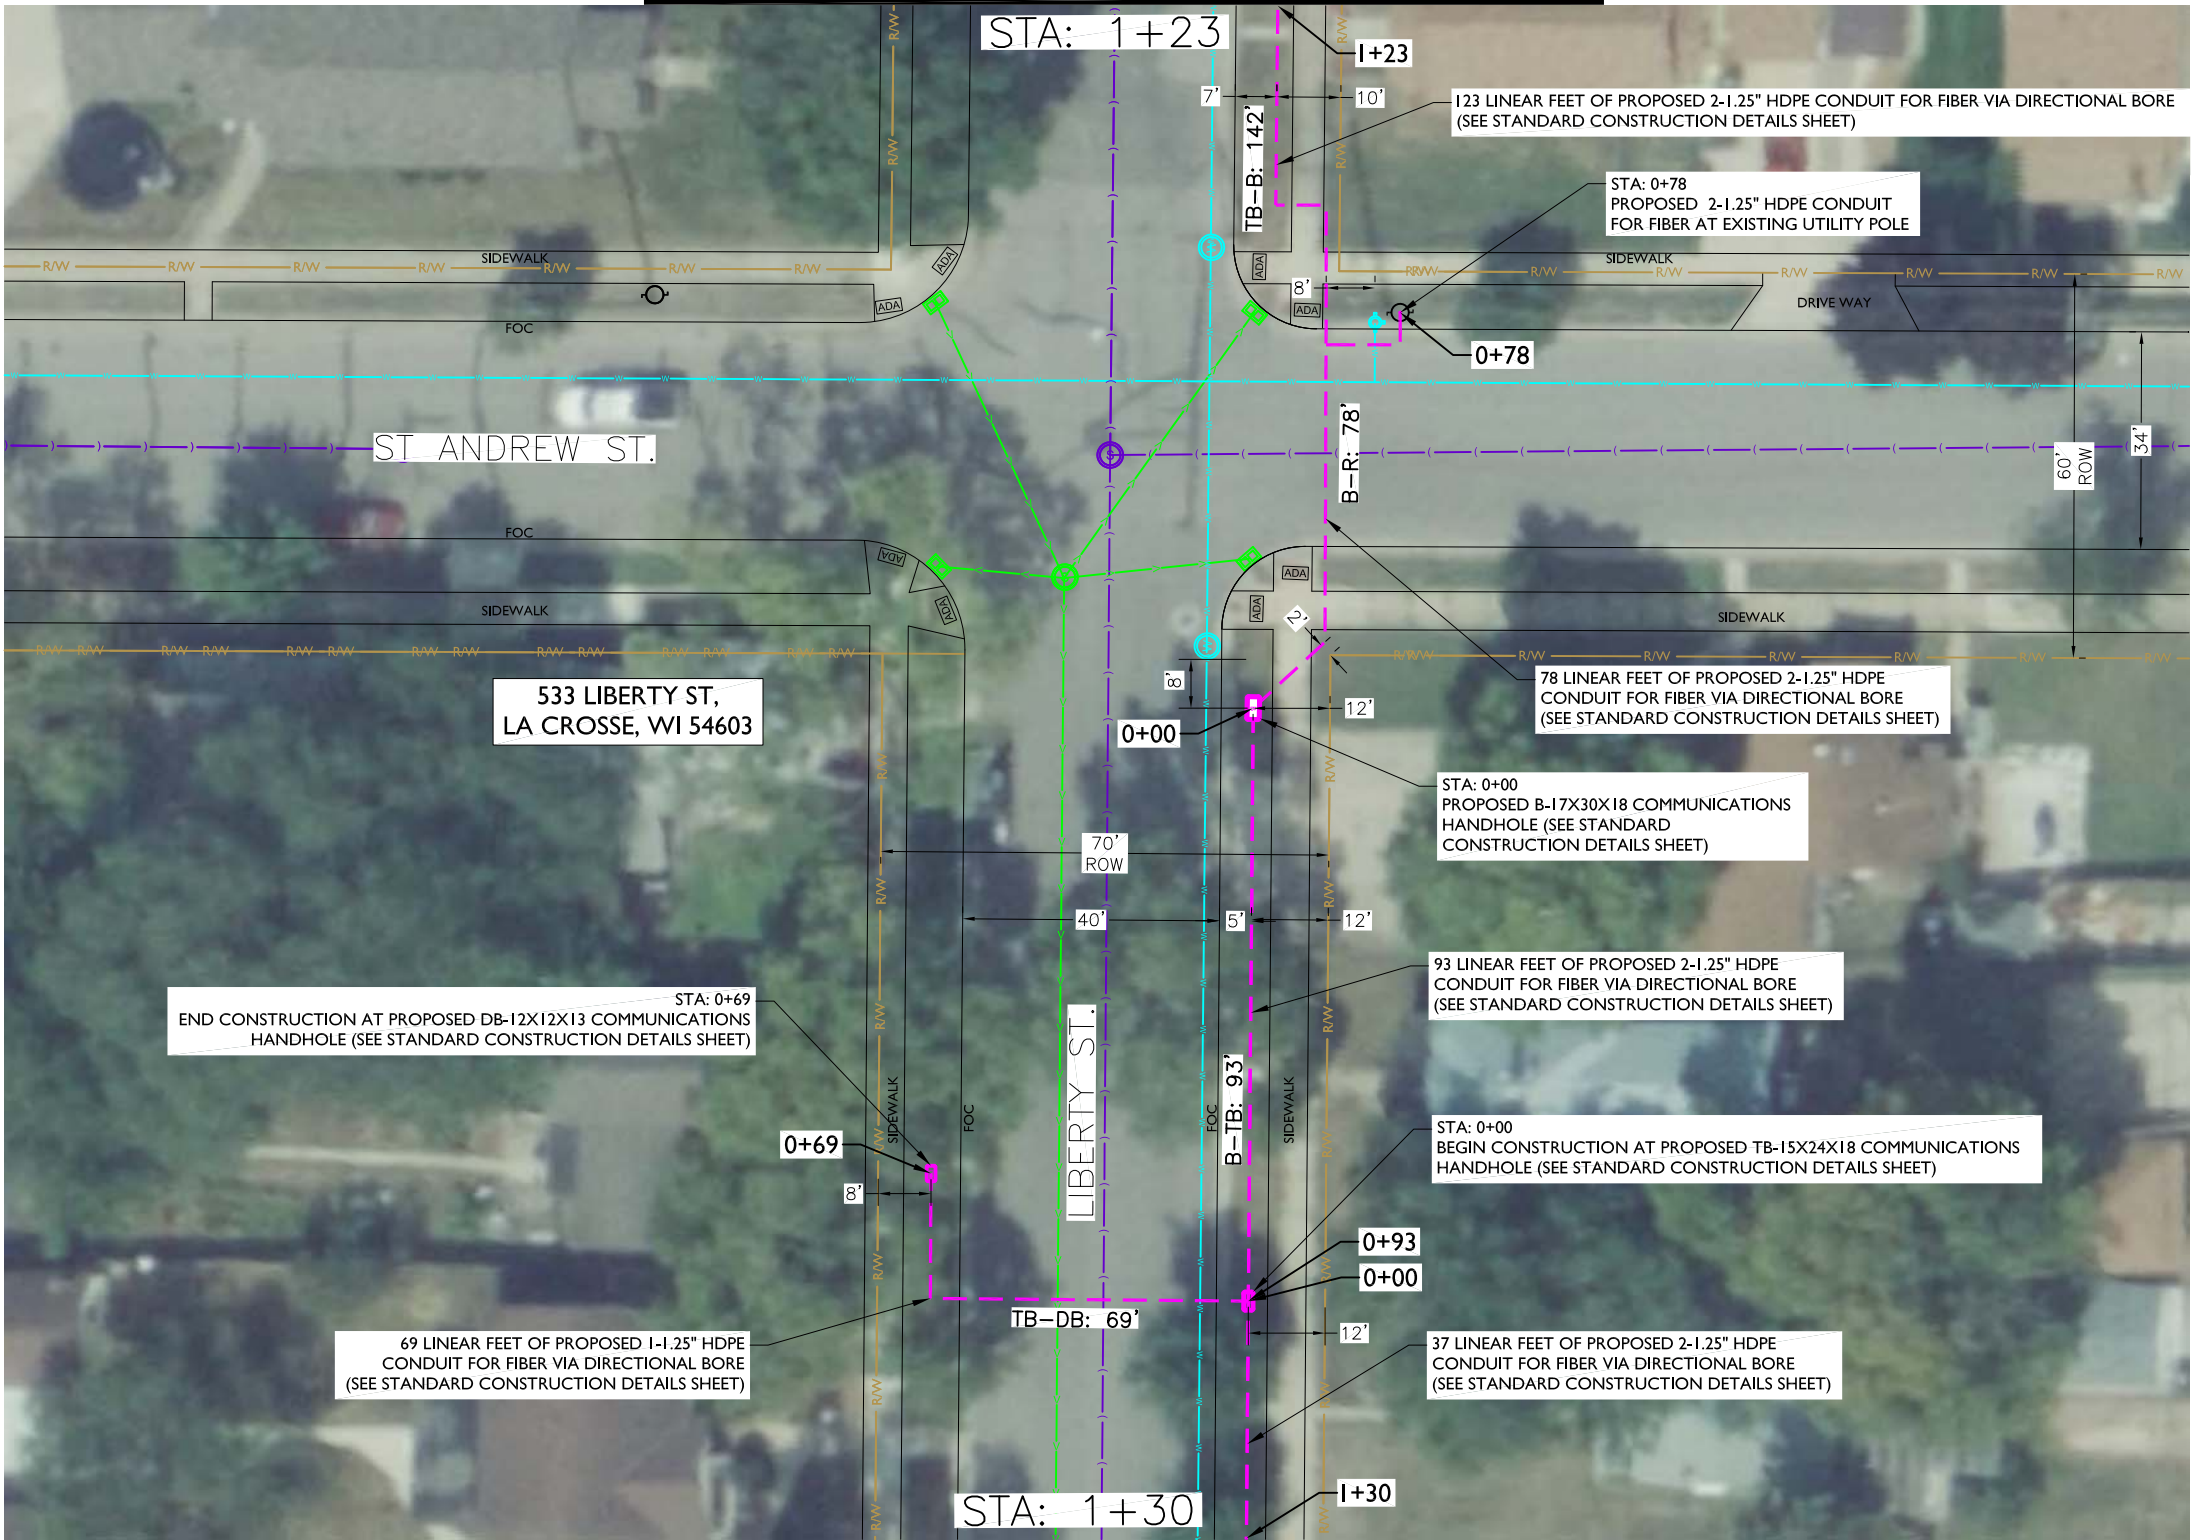 STA: 1+23
1+23
7'
10'
123 LINEAR FEET OF PROPOSED 2-1.25" HDPE CONDUIT FOR FIBER VIA DIRECTIONAL BORE
(SEE STANDARD CONSTRUCTION DETAILS SHEET)
TB-B: 142'
STA: 0+78
PROPOSED 2-1.25" HDPE CONDUIT
FOR FIBER AT EXISTING UTILITY POLE
R/W
R/W
R/W
R/W
SIDEWALK
SIDEWALK
R/W R/W R/W R/W R/W R/W R/W
R/W R/W R/W R/W R/W R/W
ADA
ADA
ADA
ADA
8'
DRIVE WAY
FOC
0+78
ST ANDREW ST.
B-R: 78'
34'
60'
ROW
FOC
ADA
ADA
ADA
ADA
SIDEWALK
SIDEWALK
2'
R/W R/W R/W R/W R/W R/W R/W R/W R/W R/W
R/W R/W R/W R/W R/W R/W R/W
533 LIBERTY ST,
LA CROSSE, WI 54603
8'
12'
0+00
78 LINEAR FEET OF PROPOSED 2-1.25" HDPE
CONDUIT FOR FIBER VIA DIRECTIONAL BORE
(SEE STANDARD CONSTRUCTION DETAILS SHEET)
STA: 0+00
PROPOSED B-17X30X18 COMMUNICATIONS
HANDHOLE (SEE STANDARD
CONSTRUCTION DETAILS SHEET)
70'
ROW
40'
5'
12'
93 LINEAR FEET OF PROPOSED 2-1.25" HDPE
CONDUIT FOR FIBER VIA DIRECTIONAL BORE
(SEE STANDARD CONSTRUCTION DETAILS SHEET)
STA: 0+69
END CONSTRUCTION AT PROPOSED DB-12X12X13 COMMUNICATIONS
HANDHOLE (SEE STANDARD CONSTRUCTION DETAILS SHEET)
LIBERTY ST.
B-TB: 93'
SIDEWALK
FOC
FOC
SIDEWALK
R/W
R/W
R/W
R/W
R/W
R/W
R/W
R/W
R/W
R/W
R/W
R/W
R/W
R/W
0+69
8'
STA: 0+00
BEGIN CONSTRUCTION AT PROPOSED TB-15X24X18 COMMUNICATIONS
HANDHOLE (SEE STANDARD CONSTRUCTION DETAILS SHEET)
0+93
0+00
TB-DB: 69'
12'
69 LINEAR FEET OF PROPOSED 1-1.25" HDPE
CONDUIT FOR FIBER VIA DIRECTIONAL BORE
(SEE STANDARD CONSTRUCTION DETAILS SHEET)
37 LINEAR FEET OF PROPOSED 2-1.25" HDPE
CONDUIT FOR FIBER VIA DIRECTIONAL BORE
(SEE STANDARD CONSTRUCTION DETAILS SHEET)
STA: 1+30
1+30